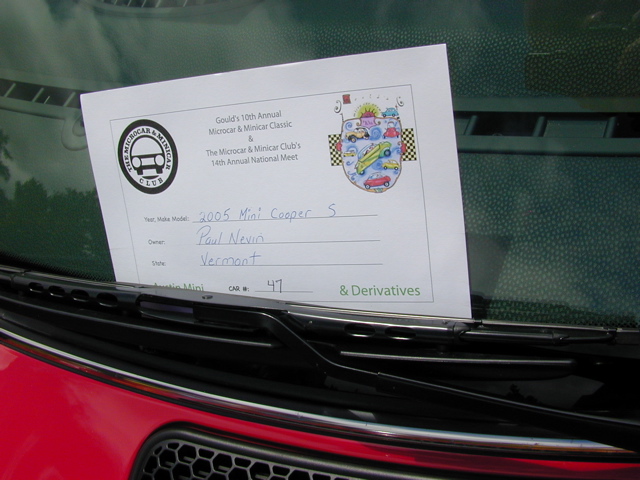 THE MICROCAR & MINICAR
CLUB
Gould's 10th Annual
Microcar & Minicar Classic
&
The Microcar & Minicar Club's
14th Annual National Meet
Year, Make Model: 2005 Mini Cooper S
Owner: Paul Nevin
State: Vermont
Austin Mini CAR #: 47 & Derivatives